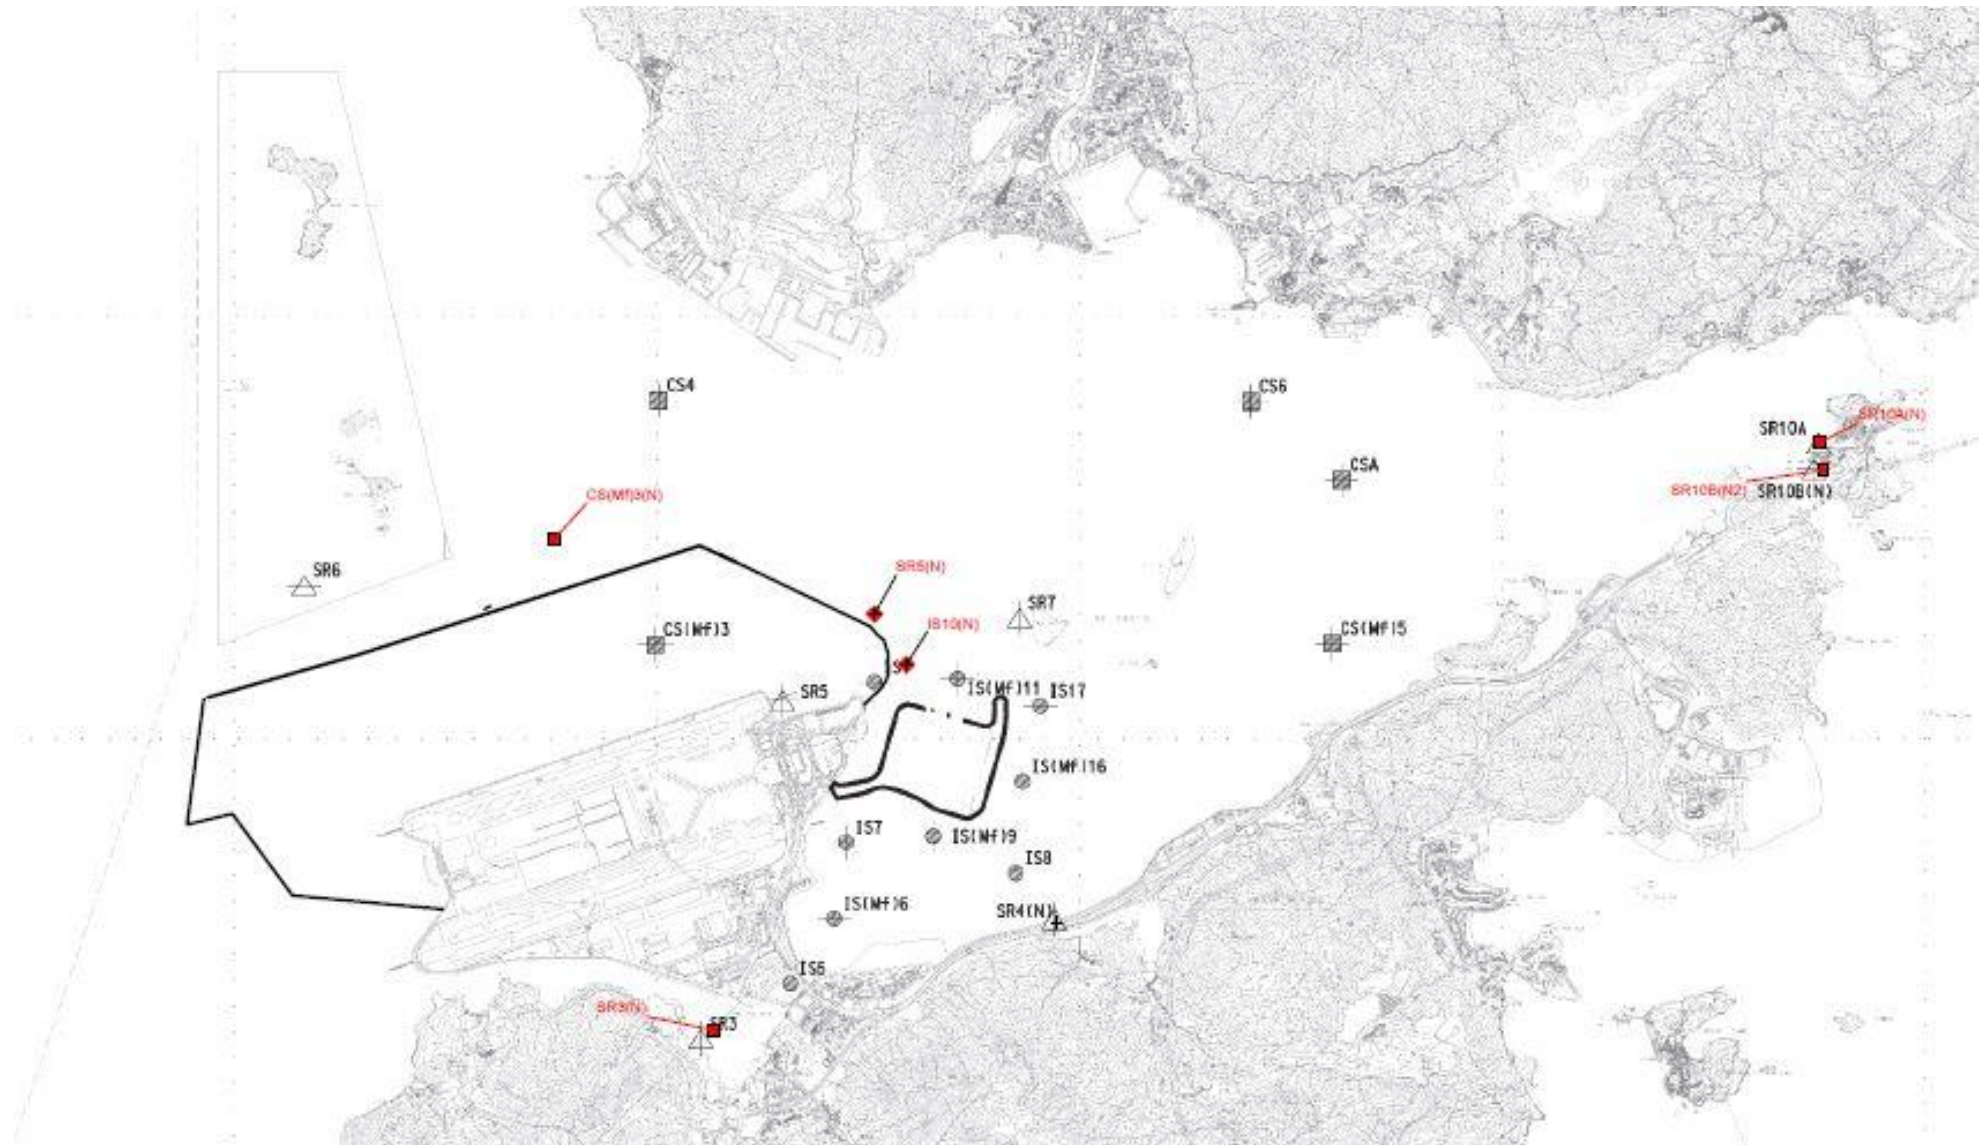 CS4
CS6
SR10A(N)
SR10A
CSA
SR10B(N2)
SR10B(N)
CS(Mf)3(N)
SR6
SR5(N)
SR7
IS10(N)
CS(Mf)3
CS(Mf)5
SR5
IS(Mf)11
IS17
IS(Mf)16
IS7
IS(Mf)9
IS8
IS(Mf)6
SR4(N)
IS5
SR3(N)
SR3